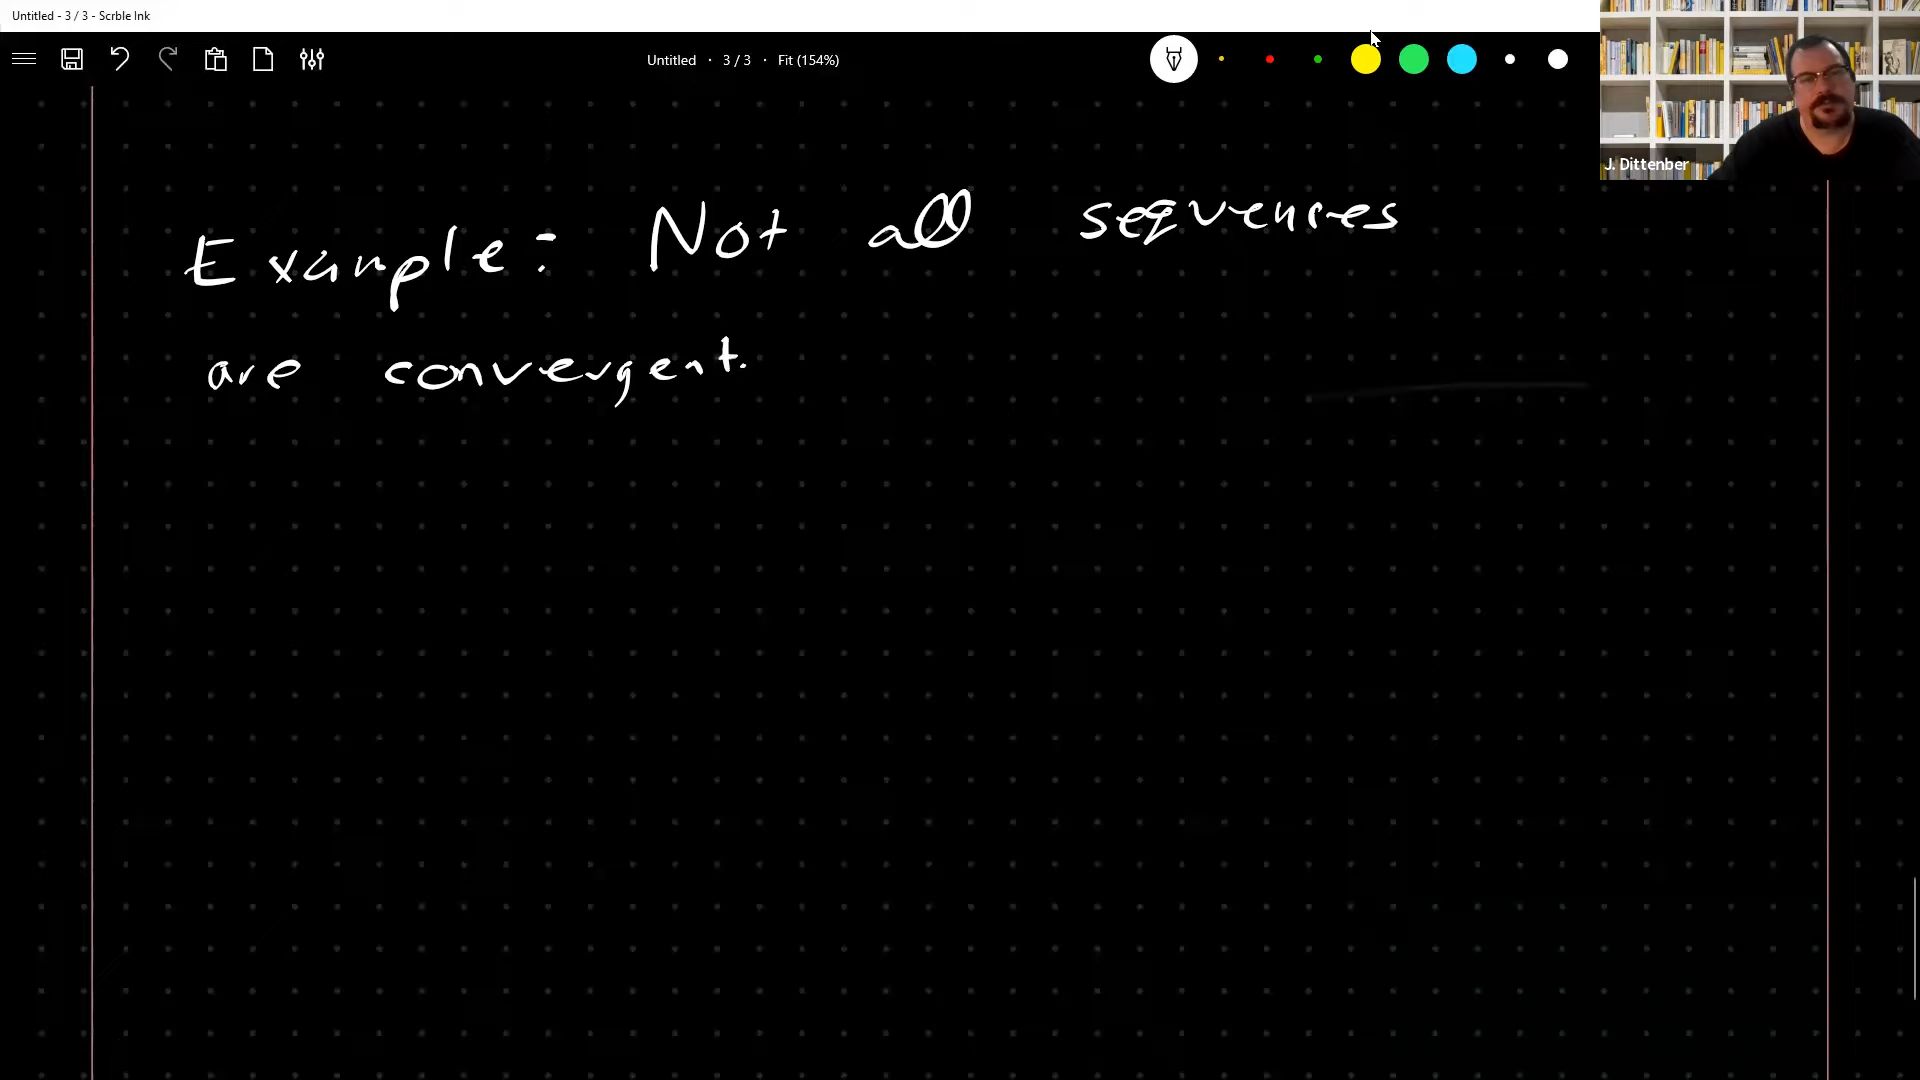 Untitled - 3 / 3 - Scrble Ink
Untitled · 3 / 3 · Fit (154%)
J. Dittenber
Example: Not all sequences
are convergent.